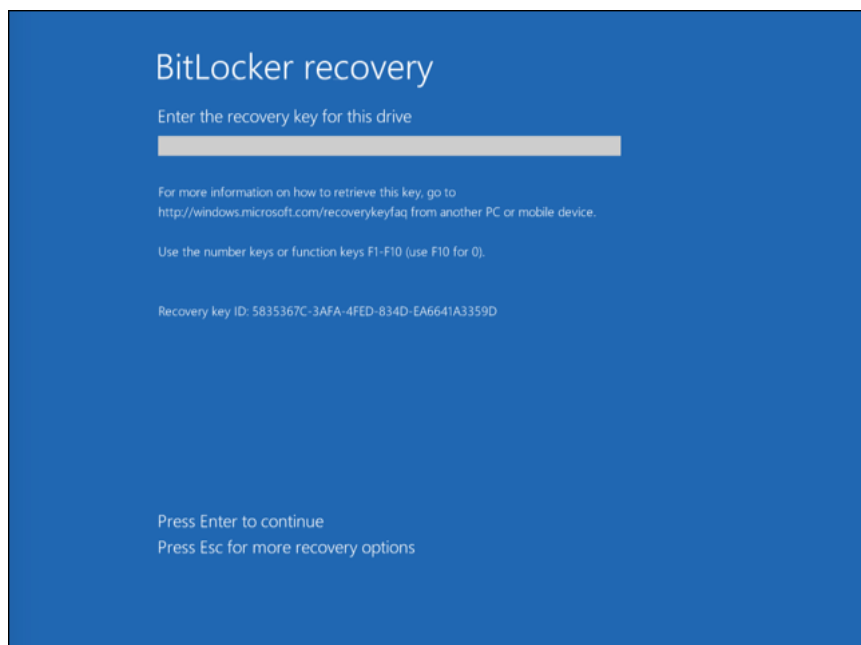 BitLocker recovery
Enter the recovery key for this drive
For more information on how to retrieve this key, go to
http://windows.microsoft.com/recoverykeyfaq from another PC or mobile device.
Use the number keys or function keys F1-F10 (use F10 for 0).
Recovery key ID: 5835367C-3AFA-4FED-834D-EA6641A3359D
Press Enter to continue
Press Esc for more recovery options